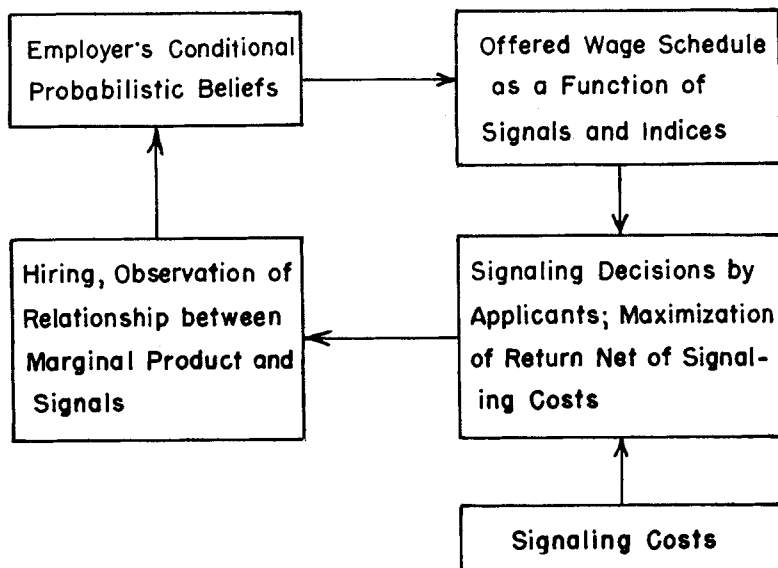 Employer's Conditional
Probabilistic Beliefs
Offered Wage Schedule
as a Function of
Signals and Indices
Hiring, Observation of
Relationship between
Marginal Product and
Signals
Signaling Decisions by
Applicants; Maximization
of Return Net of Signal-
ing Costs
Signaling Costs